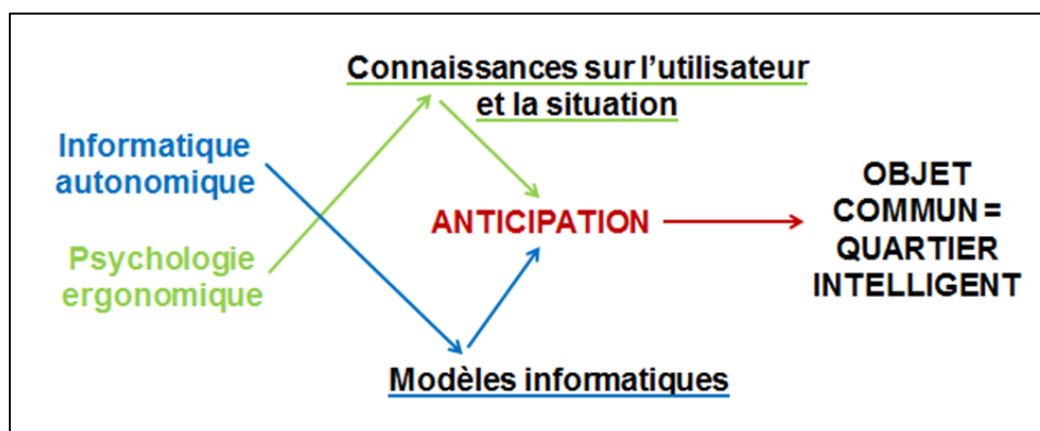 Connaissances sur l'utilisateur
et la situation
Informatique
autonomique
Psychologie
ergonomique
ANTICIPATION
OBJET
COMMUN =
QUARTIER
INTELLIGENT
Modèles informatiques